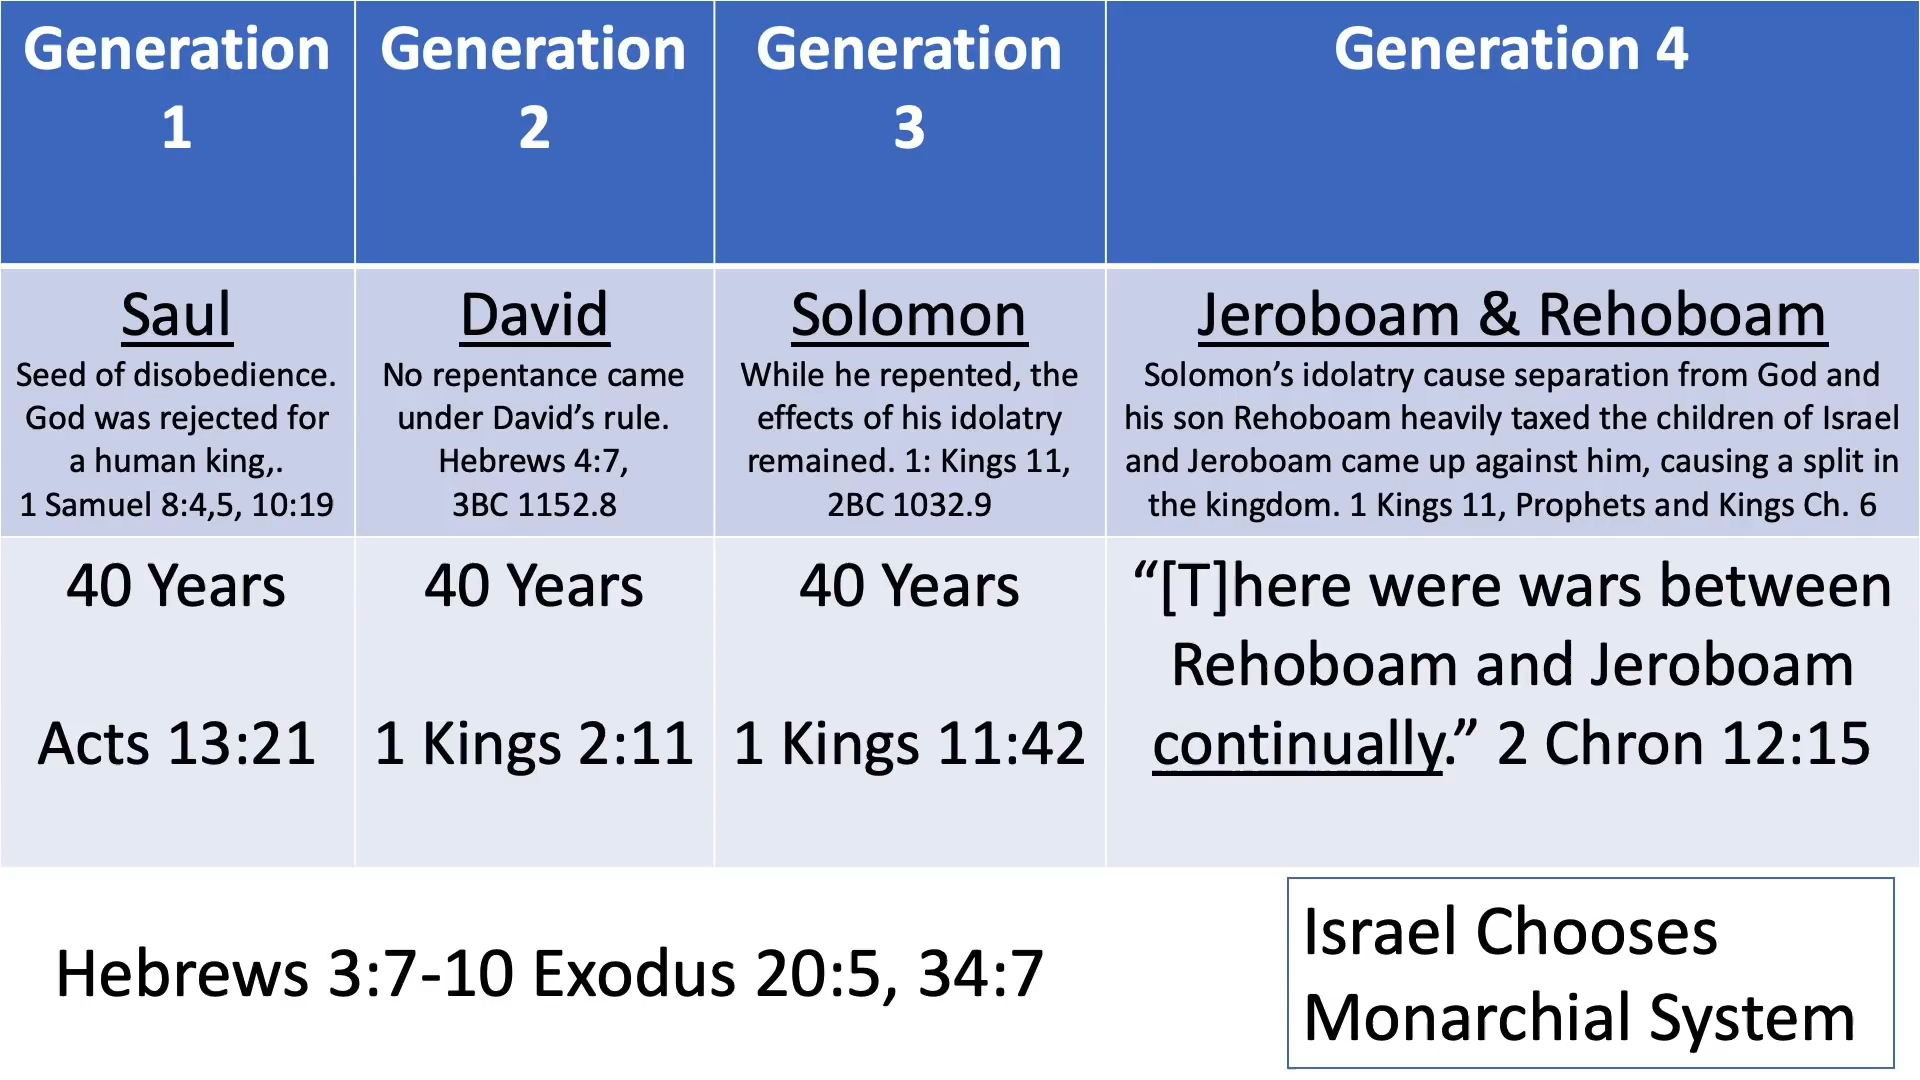 Generation
1
Generation
2
Generation
3
Generation 4
Saul
Seed of disobedience.
God was rejected for
a human king,.
1 Samuel 8:4,5, 10:19
David
No repentance came
under David’s rule.
Hebrews 4:7,
3BC 1152.8
Solomon
While he repented, the
effects of his idolatry
remained. 1: Kings 11,
2BC 1032.9
Jeroboam & Rehoboam
Solomon’s idolatry cause separation from God and
his son Rehoboam heavily taxed the children of Israel
and Jeroboam came up against him, causing a split in
the kingdom. 1 Kings 11, Prophets and Kings Ch. 6
40 Years
Acts 13:21
40 Years
1 Kings 2:11
40 Years
1 Kings 11:42
“[T]here were wars between
Rehoboam and Jeroboam
continually.” 2 Chron 12:15
Hebrews 3:7-10 Exodus 20:5, 34:7
Israel Chooses
Monarchial System